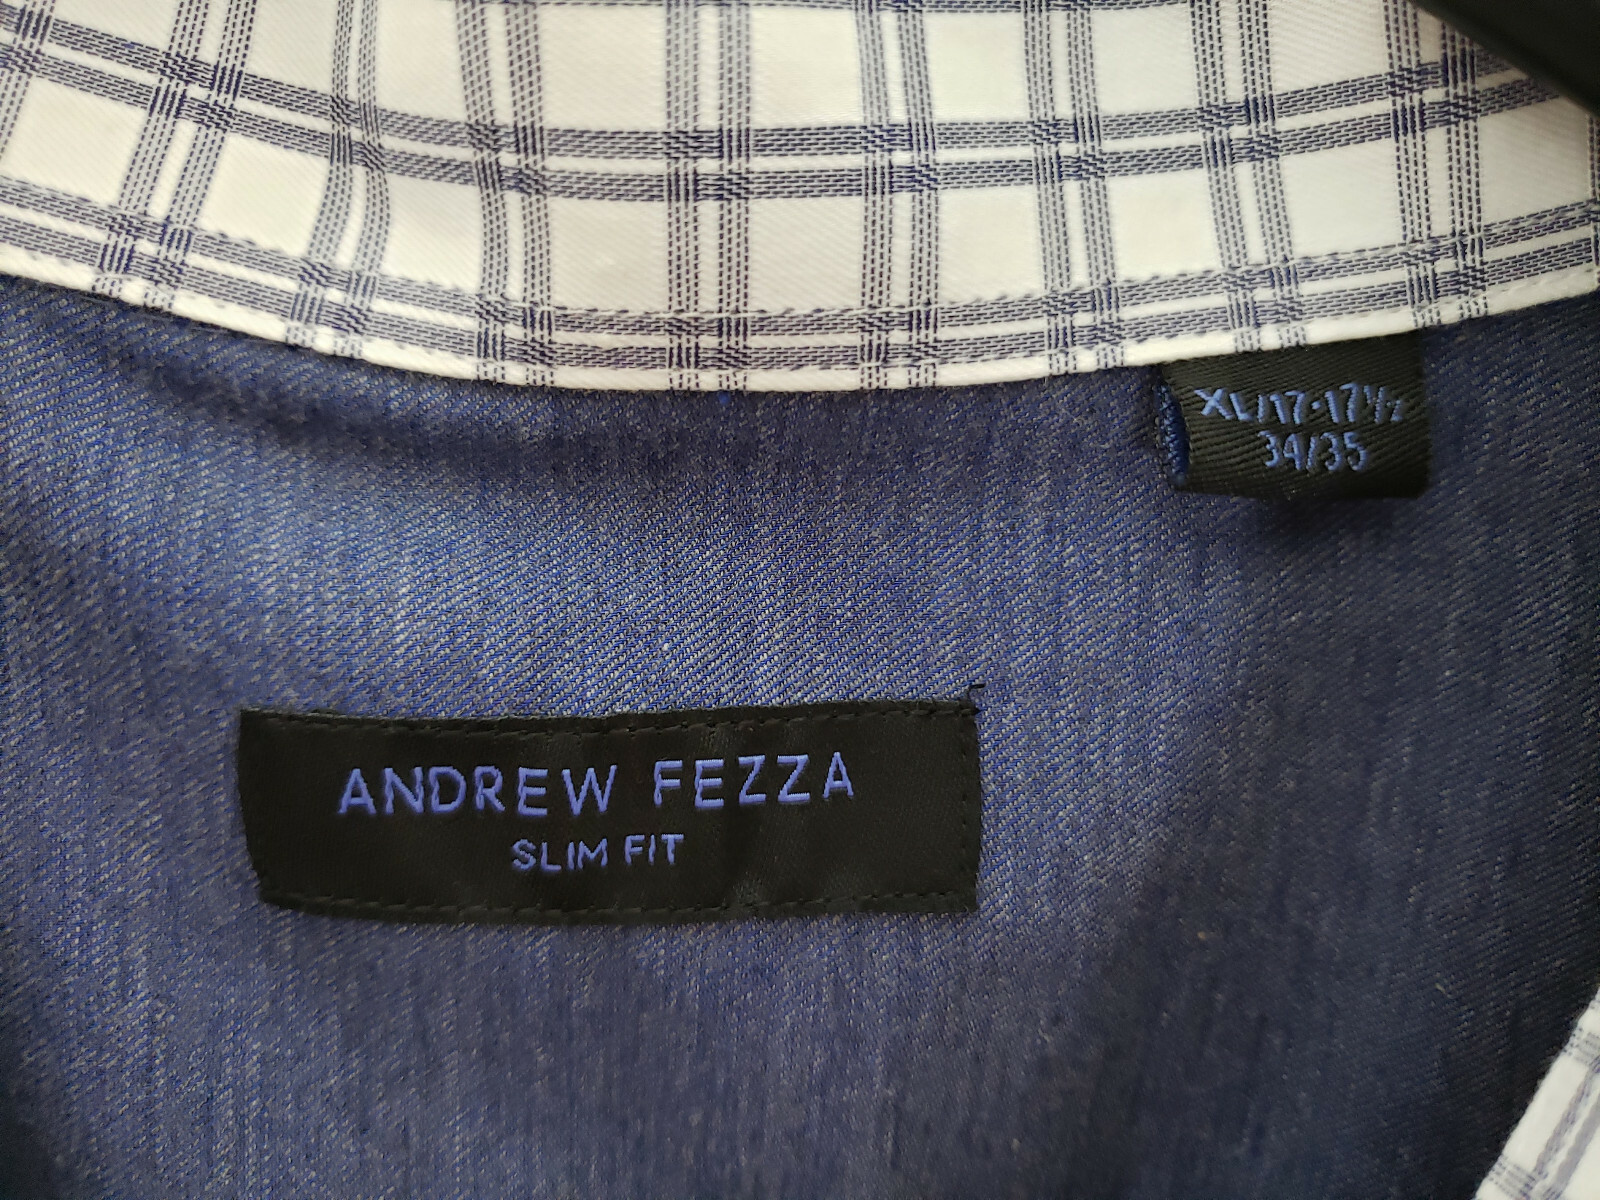 XL/17-17½
34/35
ANDREW FEZZA
SLIM FIT